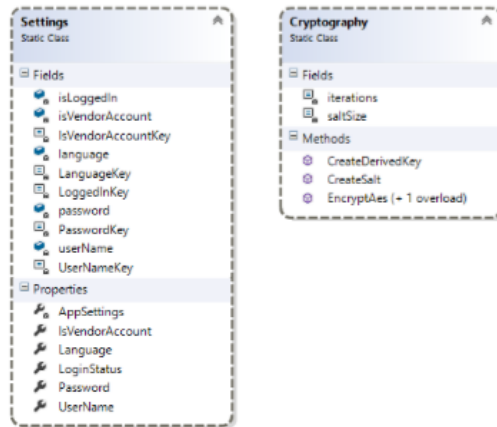 Settings
Static Class
Fields
isLoggedIn
isVendorAccount
IsVendorAccountKey
language
LanguageKey
LoggedInKey
password
PasswordKey
userName
UserNameKey
Properties
AppSettings
IsVendorAccount
Language
LoginStatus
Password
UserName
Cryptography
Static Class
Fields
iterations
saltSize
Methods
CreateDerivedKey
CreateSalt
EncryptAes (+ 1 overload)